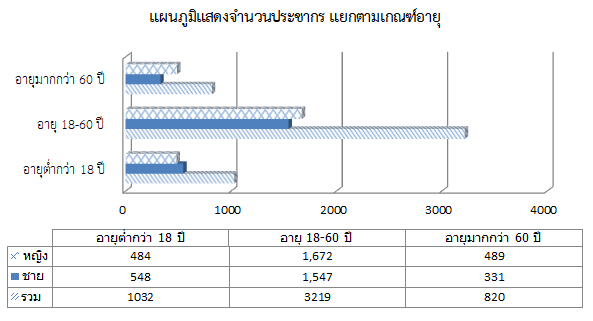 แผนภูมิแสดงจำนวนประชากร แยกตามเกณฑ์อายุ
อายุมากกว่า 60 ปี
อายุ 18-60 ปี
อายุต่ำกว่า 18 ปี
0 1000 2000 3000 4000
อายุต่ำกว่า 18 ปี อายุ 18-60 ปี อายุมากกว่า 60 ปี
หญิง 484 1,672 489
ชาย 548 1,547 331
รวม 1032 3219 820